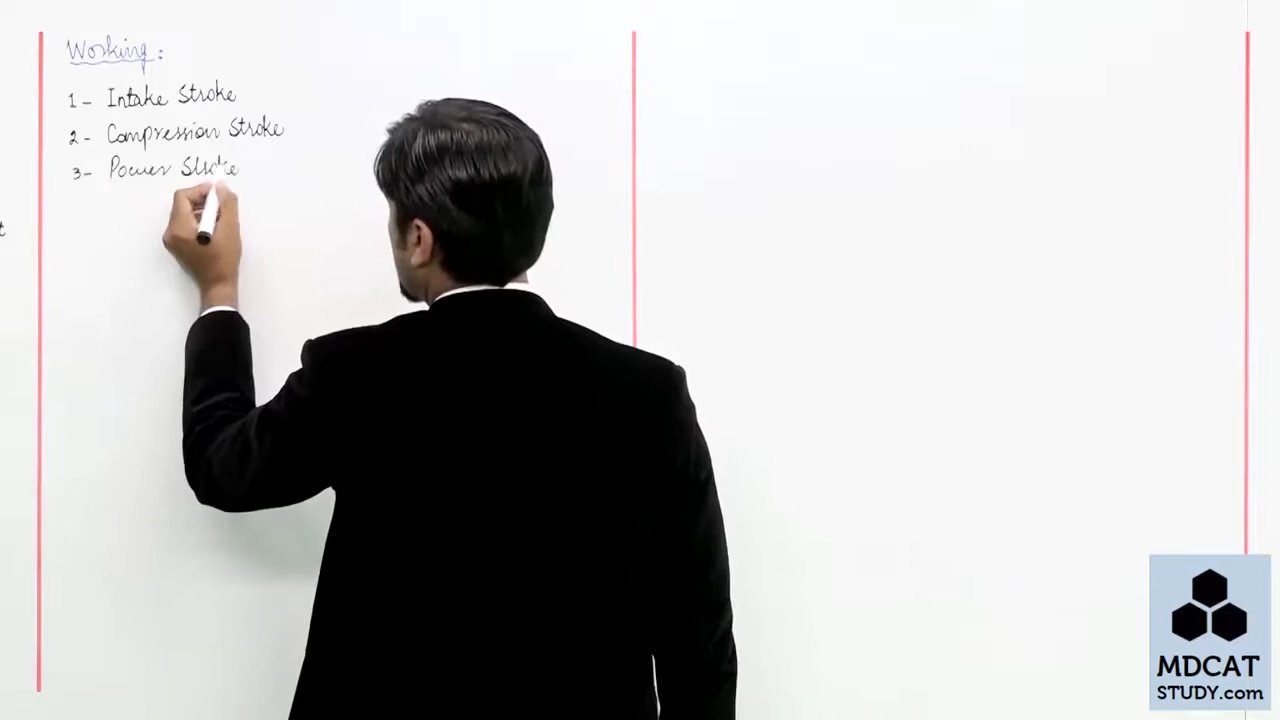 Working:
1- Intake Stroke
2- Compression Stroke
3- Power Stroke
MDCAT
STUDY.com